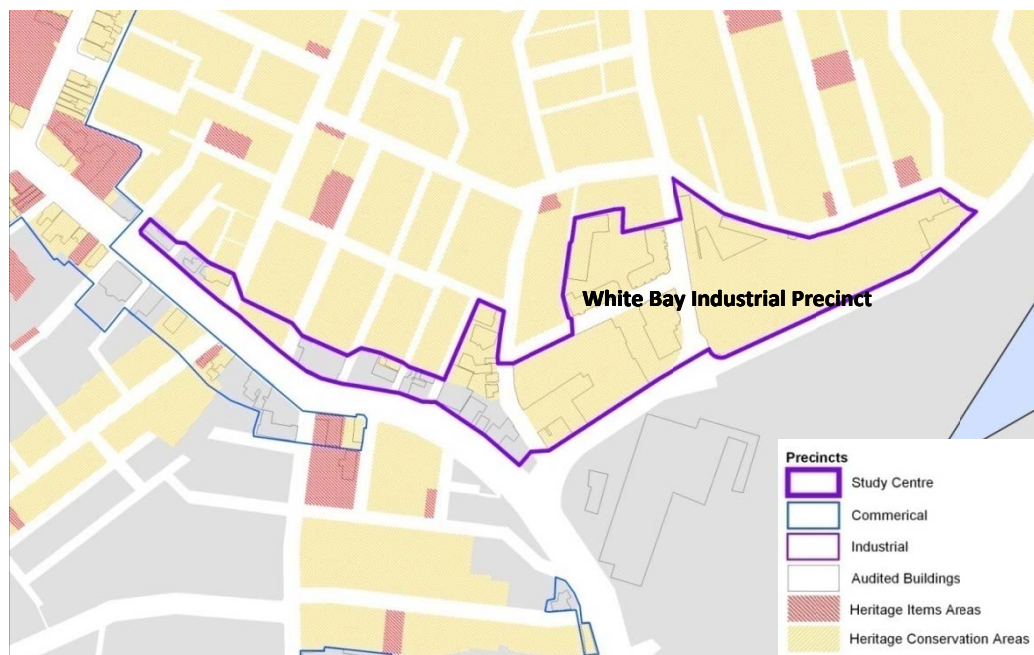 White Bay Industrial Precinct
Precincts
Study Centre
Commerical
Industrial
Audited Buildings
Heritage Items Areas
Heritage Conservation Areas